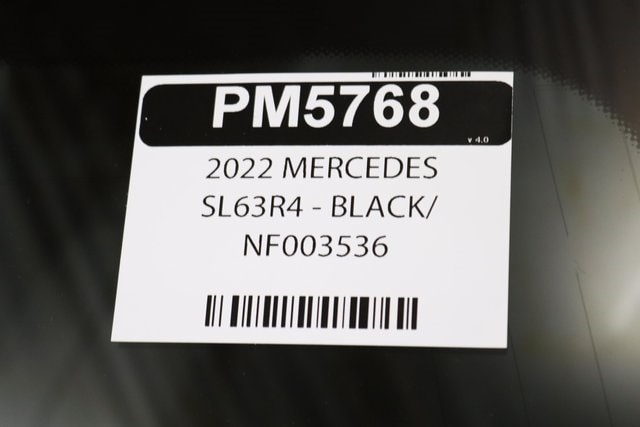 PM5768
v 4.0
2022 MERCEDES
SL63R4 - BLACK/
NF003536